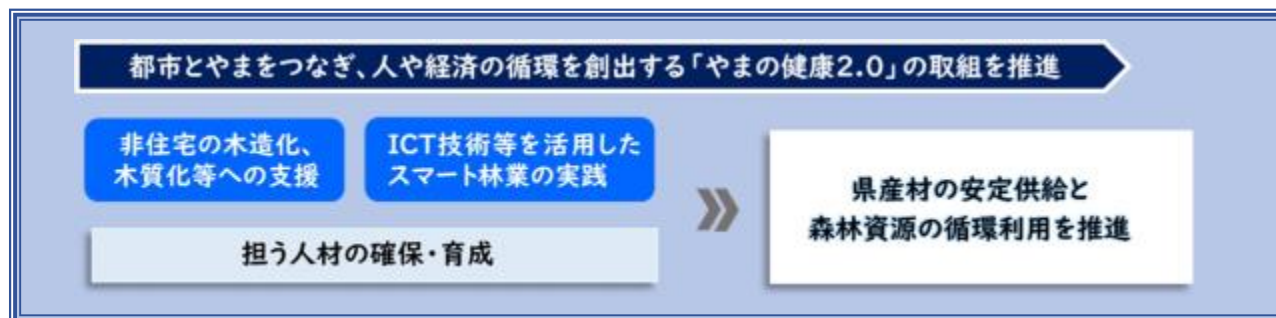 都市とやまをつなぎ、人や経済の循環を創出する「やまの健康2.0」の取組を推進
非住宅の木造化、
木質化等への支援
ICT技術等を活用した
スマート林業の実践
担う人材の確保・育成
県産材の安定供給と
森林資源の循環利用を推進